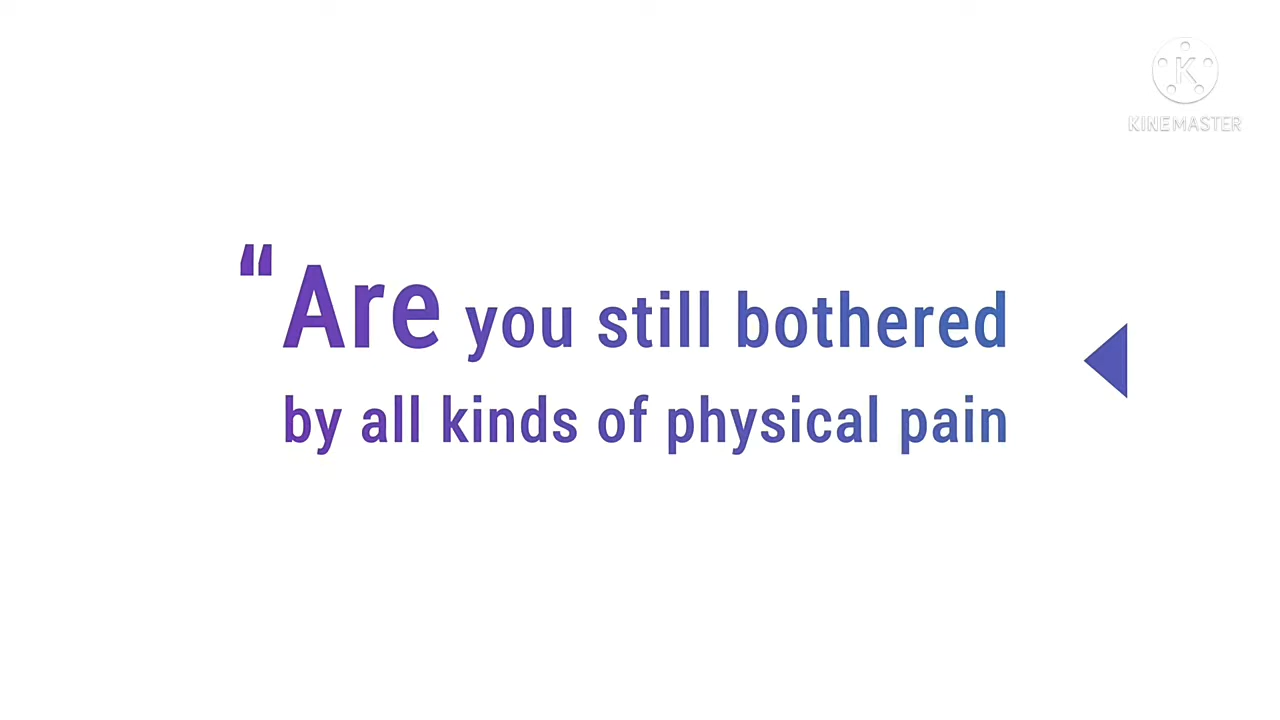 K
KINEMASTER
“Are you still bothered
by all kinds of physical pain